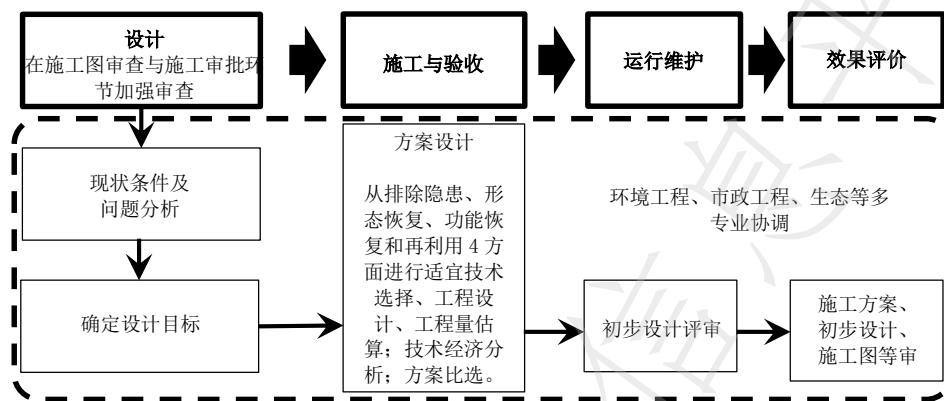 设计
在施工图审查与施工审批环
节加强审查
施工与验收
运行维护
效果评价
现状条件及
问题分析
确定设计目标
方案设计
从排除隐患、形
态恢复、功能恢
复和再利用 4 方
面进行适宜技术
选择、工程设
计、工程量估
算；技术经济分
析；方案比选。
环境工程、市政工程、生态等多
专业协调
初步设计评审
施工方案、
初步设计、
施工图等审
信息